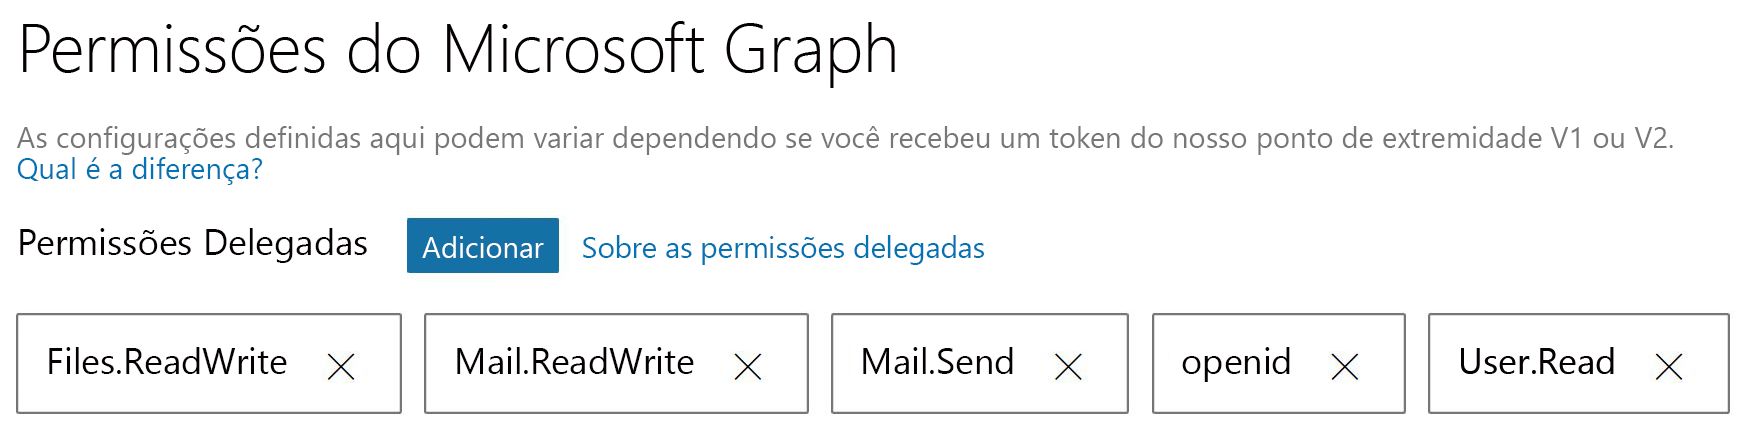 Permissões do Microsoft Graph
As configurações definidas aqui podem variar dependendo se você recebeu um token do nosso ponto de extremidade V1 ou V2.
Qual é a diferença?
Permissões Delegadas Adicionar Sobre as permissões delegadas
Files.ReadWrite Mail.ReadWrite Mail.Send openid User.Read